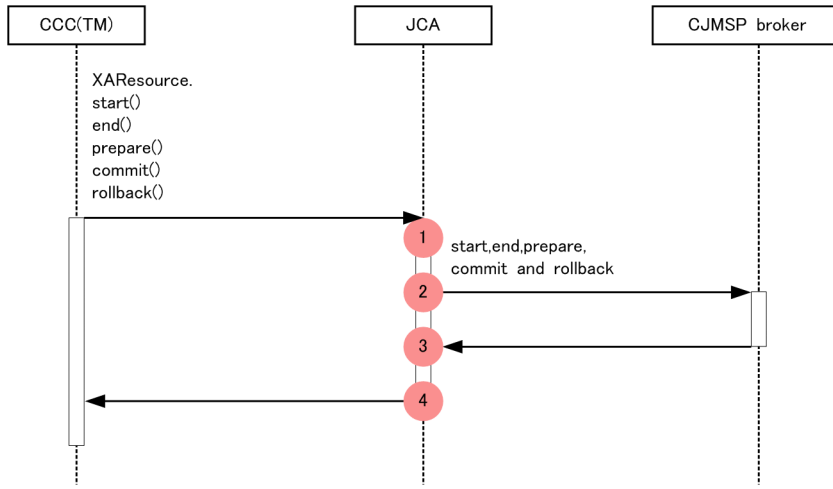 CCC(TM)
JCA
CJMSP broker
XAResource.
start()
end()
prepare()
commit()
rollback()
1
start,end,prepare,
commit and rollback
2
3
4